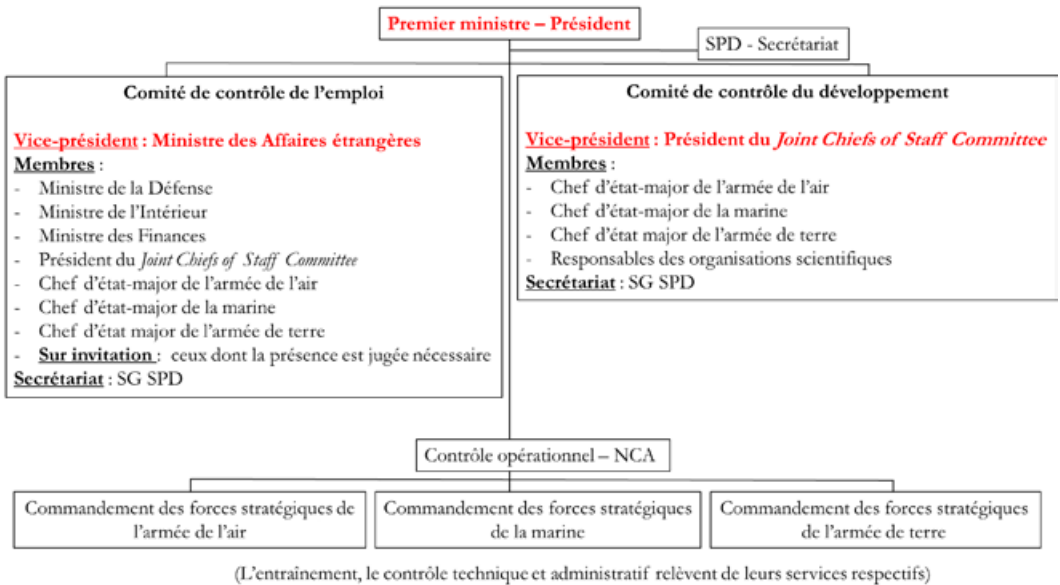 Premier ministre – Président
SPD - Secrétariat
Comité de contrôle de l'emploi
Vice-président : Ministre des Affaires étrangères
Membres :
- Ministre de la Défense
- Ministre de l'Intérieur
- Ministre des Finances
- Président du Joint Chiefs of Staff Committee
- Chef d'état-major de l'armée de l'air
- Chef d'état-major de la marine
- Chef d'état major de l'armée de terre
- Sur invitation : ceux dont la présence est jugée nécessaire
Secrétariat : SG SPD
Comité de contrôle du développement
Vice-président : Président du Joint Chiefs of Staff Committee
Membres :
- Chef d'état-major de l'armée de l'air
- Chef d'état-major de la marine
- Chef d'état major de l'armée de terre
- Responsables des organisations scientifiques
Secrétariat : SG SPD
Contrôle opérationnel – NCA
Commandement des forces stratégiques de
l'armée de l'air
Commandement des forces stratégiques
de la marine
Commandement des forces stratégiques
de l'armée de terre
(L'entraînement, le contrôle technique et administratif relèvent de leurs services respectifs)